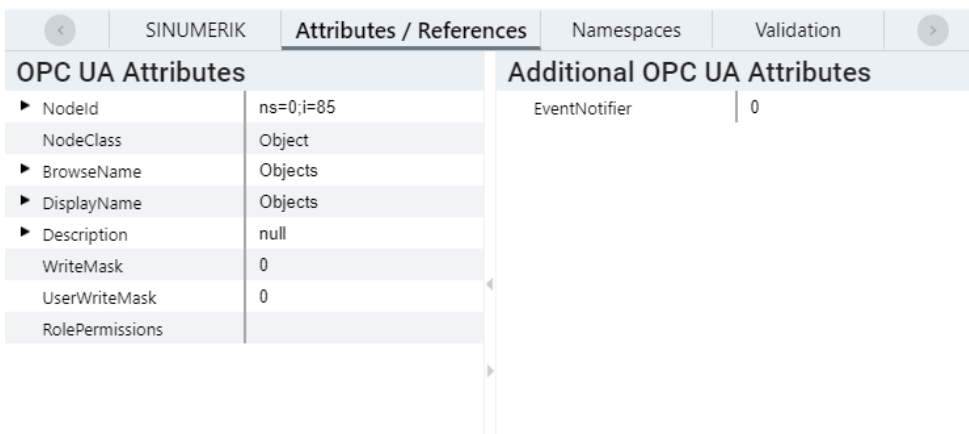 SINUMERIK Attributes / References Namespaces Validation
OPC UA Attributes
NodeId ns=0;i=85
NodeClass Object
BrowseName Objects
DisplayName Objects
Description null
WriteMask 0
UserWriteMask 0
RolePermissions
Additional OPC UA Attributes
EventNotifier 0